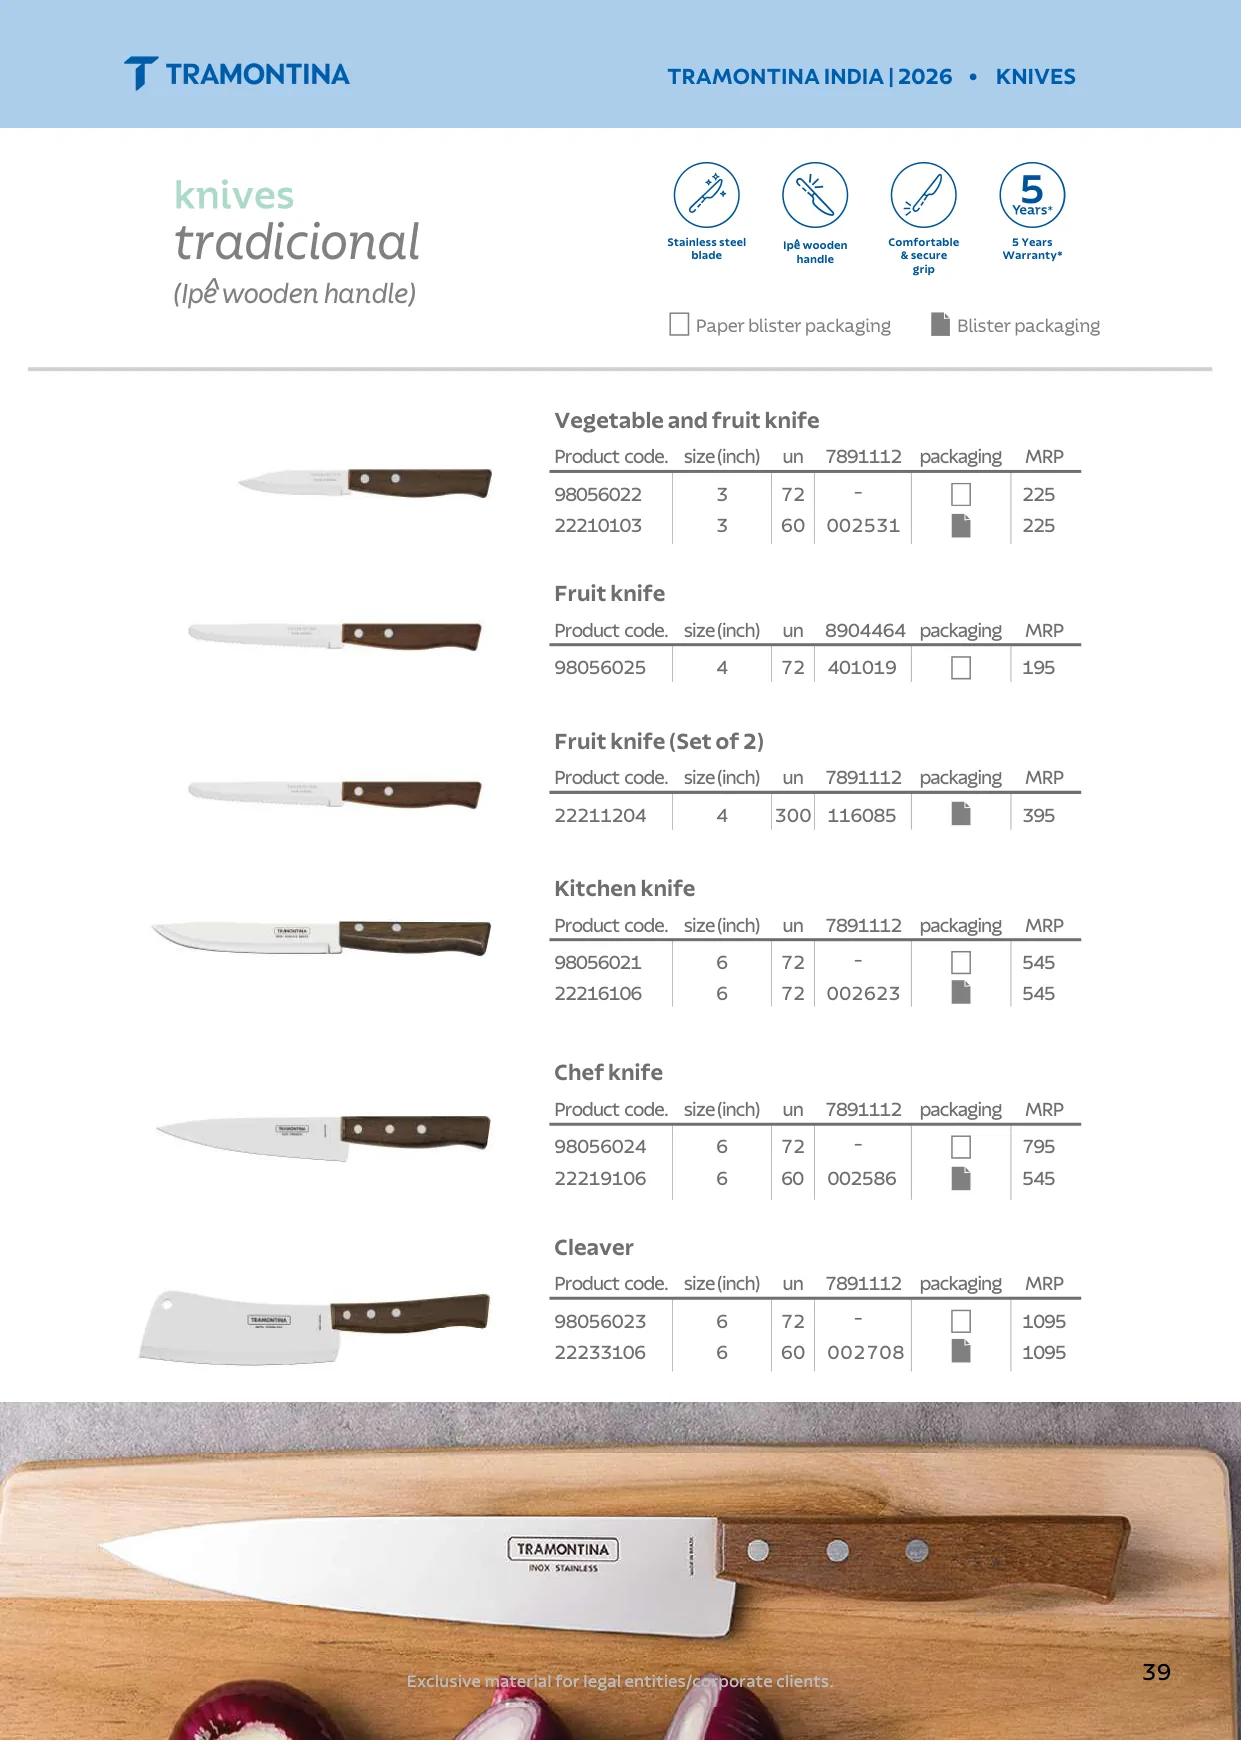 TRAMONTINA
TRAMONTINA INDIA | 2026 • KNIVES
knives
tradicional
(Ipê wooden handle)
Stainless steel
blade
Ipê wooden
handle
Comfortable
& secure
grip
5
Years*
5 Years
Warranty*
Paper blister packaging
Blister packaging
Vegetable and fruit knife
Product code. size (inch) un 7891112 packaging MRP
98056022 3 72 - 225
22210103 3 60 002531 225
Fruit knife
Product code. size (inch) un 8904464 packaging MRP
98056025 4 72 401019 195
Fruit knife (Set of 2)
Product code. size (inch) un 7891112 packaging MRP
22211204 4 300 116085 395
Kitchen knife
Product code. size (inch) un 7891112 packaging MRP
98056021 6 72 - 545
22216106 6 72 002623 545
TRAMONTINA
Chef knife
Product code. size (inch) un 7891112 packaging MRP
98056024 6 72 - 795
22219106 6 60 002586 545
TRAMONTINA
Cleaver
Product code. size (inch) un 7891112 packaging MRP
98056023 6 72 - 1095
22233106 6 60 002708 1095
TRAMONTINA
TRAMONTINA
INOX STAINLESS
MADE IN BRAZIL
Exclusive material for legal entities/corporate clients.
39